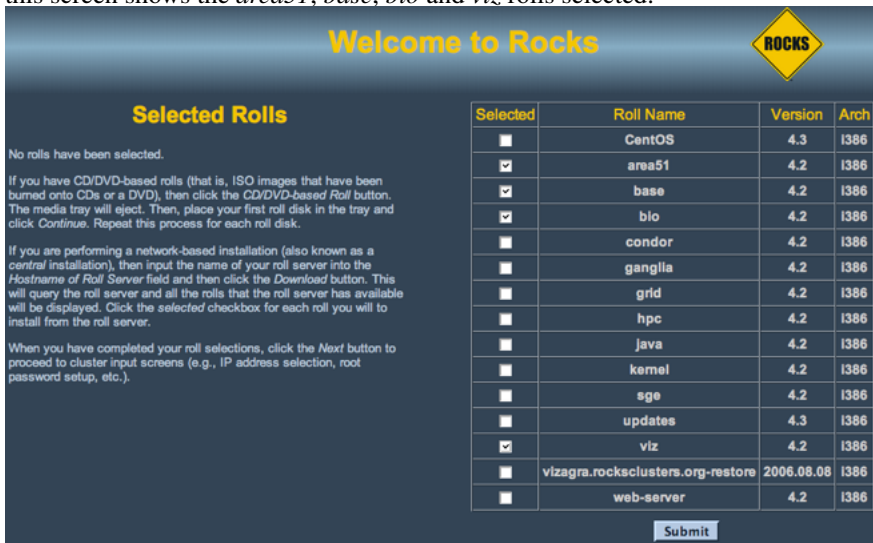 this screen shows the area51, base, bio and viz rolls selected.
Welcome to Rocks
ROCKS
Selected Rolls
No rolls have been selected.
If you have CD/DVD-based rolls (that is, ISO images that have been
burned onto CDs or a DVD), then click the CD/DVD-based Roll button.
The media tray will eject. Then, place your first roll disk in the tray and
click Continue. Repeat this process for each roll disk.
If you are performing a network-based installation (also known as a
central installation), then input the name of your roll server into the
Hostname of Roll Server field and then click the Download button. This
will query the roll server and all the rolls that the roll server has available
will be displayed. Click the selected checkbox for each roll you will to
install from the roll server.
When you have completed your roll selections, click the Next button to
proceed to cluster input screens (e.g., IP address selection, root
password setup, etc.).
Selected Roll Name Version Arch
CentOS 4.3 i386
area51 4.2 i386
base 4.2 i386
bio 4.2 i386
condor 4.2 i386
ganglia 4.2 i386
grid 4.2 i386
hpc 4.2 i386
java 4.2 i386
kernel 4.2 i386
sge 4.2 i386
updates 4.3 i386
viz 4.2 i386
vizagra.rocksclusters.org-restore 2006.08.08 i386
web-server 4.2 i386
Submit